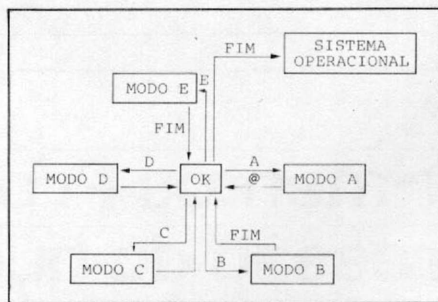 FIM
SISTEMA
OPERACIONAL
MODO E
E
FIM
D
A
MODO D
OK
@
MODO A
C
FIM
B
MODO C
MODO B